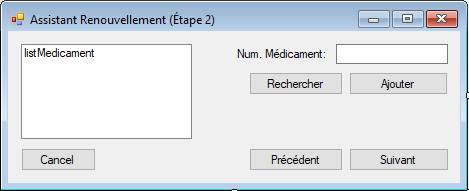 Assistant Renouvellement (Étape 2)
listMedicament
Num. Médicament:
Rechercher
Ajouter
Cancel
Précédent
Suivant